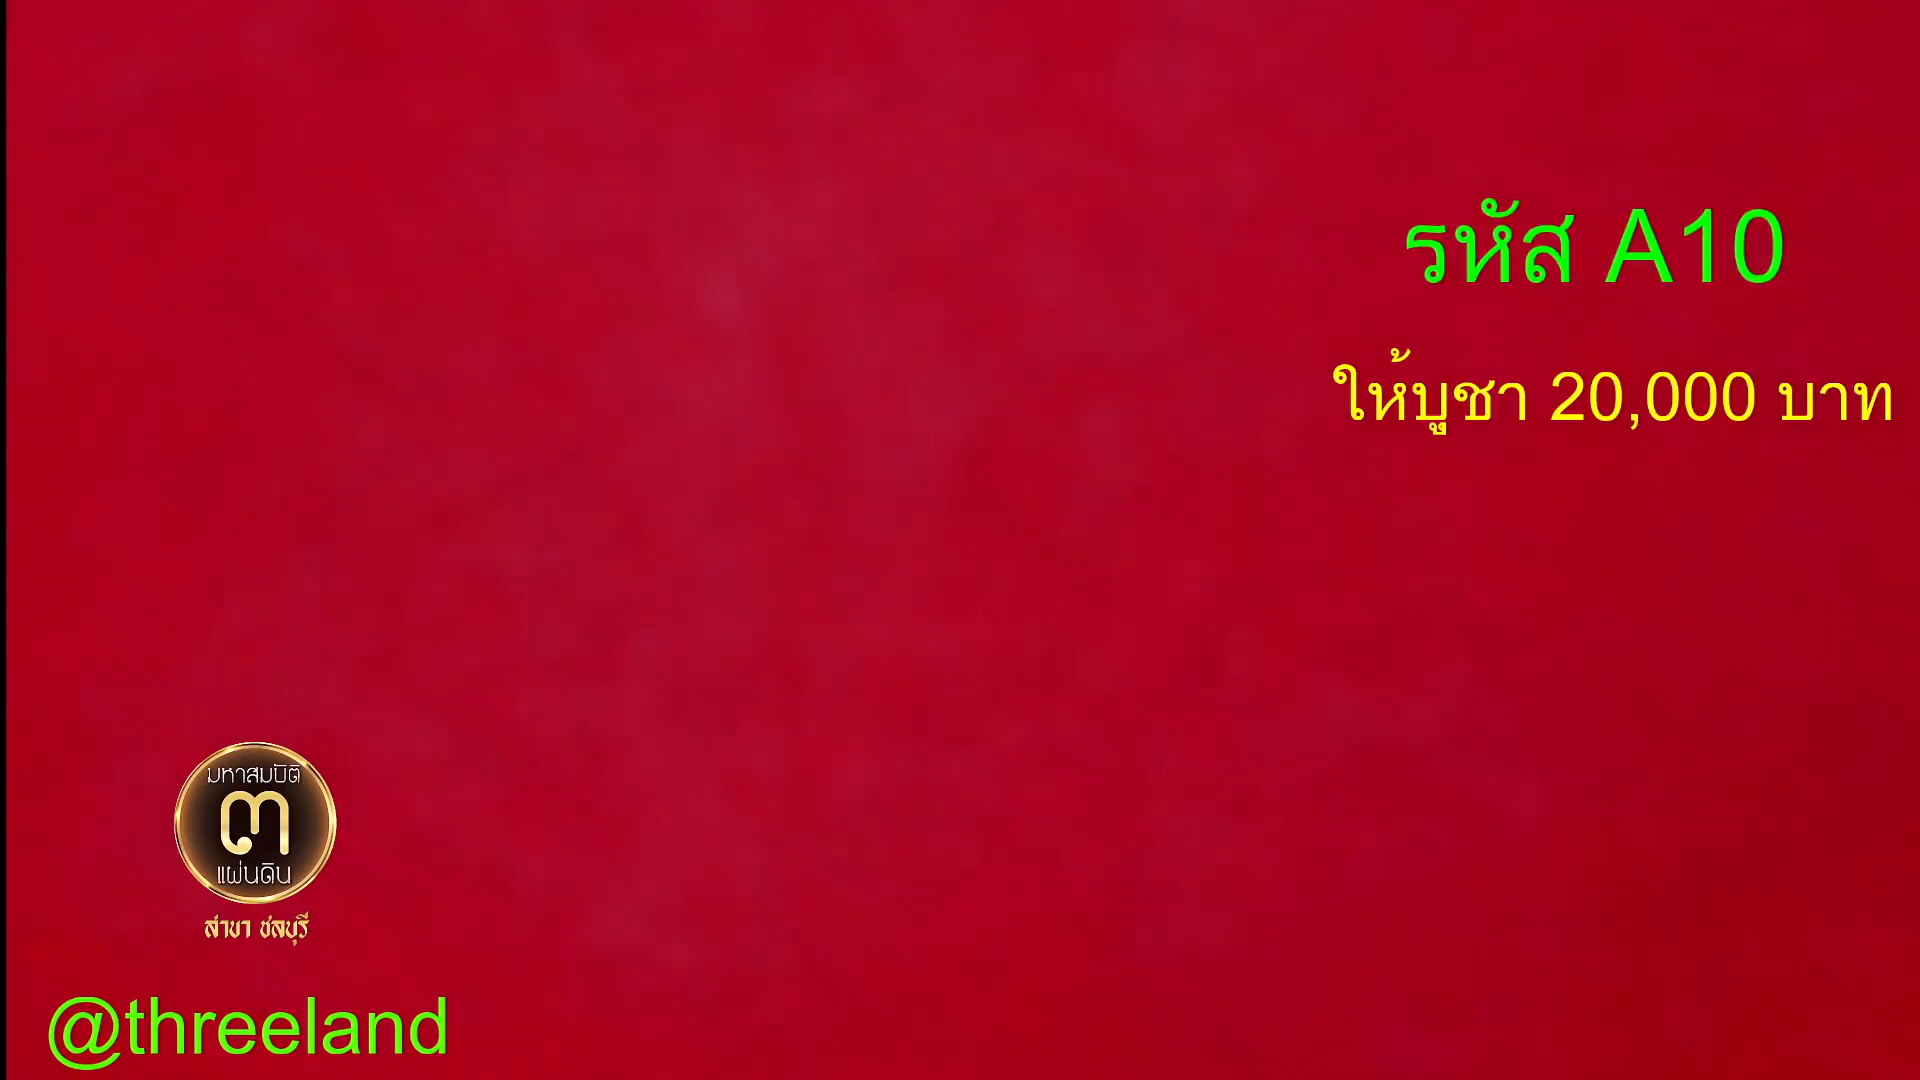 รหัส A10
ให้บูชา 20,000 บาท
มหาสมบัติ
๓
แผ่นดิน
สาขา ชลบุรี
@threeland